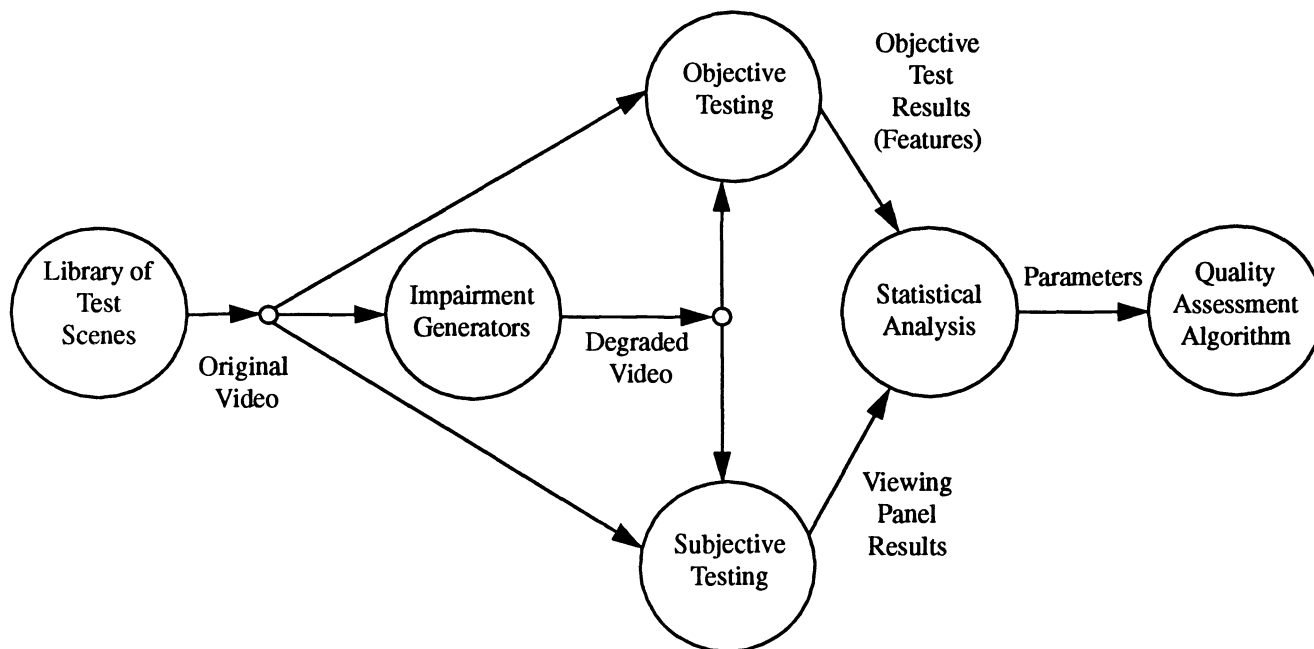 Objective
Testing
Objective
Test
Results
(Features)
Library of
Test
Scenes
Original
Video
Impairment
Generators
Degraded
Video
Statistical
Analysis
Parameters
Quality
Assessment
Algorithm
Subjective
Testing
Viewing
Panel
Results